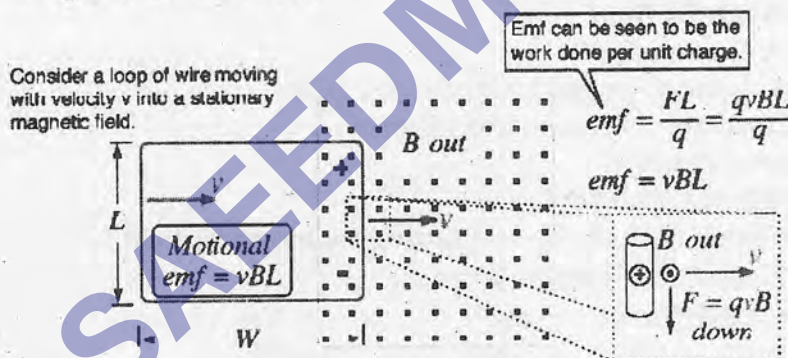 Emf can be seen to be the
work done per unit charge.
Consider a loop of wire moving
with velocity v into a stationary
magnetic field.
emf = FL/q = qvBL/q
B out
+
v
emf = vBL
v
L
Motional
emf = vBL
-
B out
v
F = qvB
down
W
SAEEDM